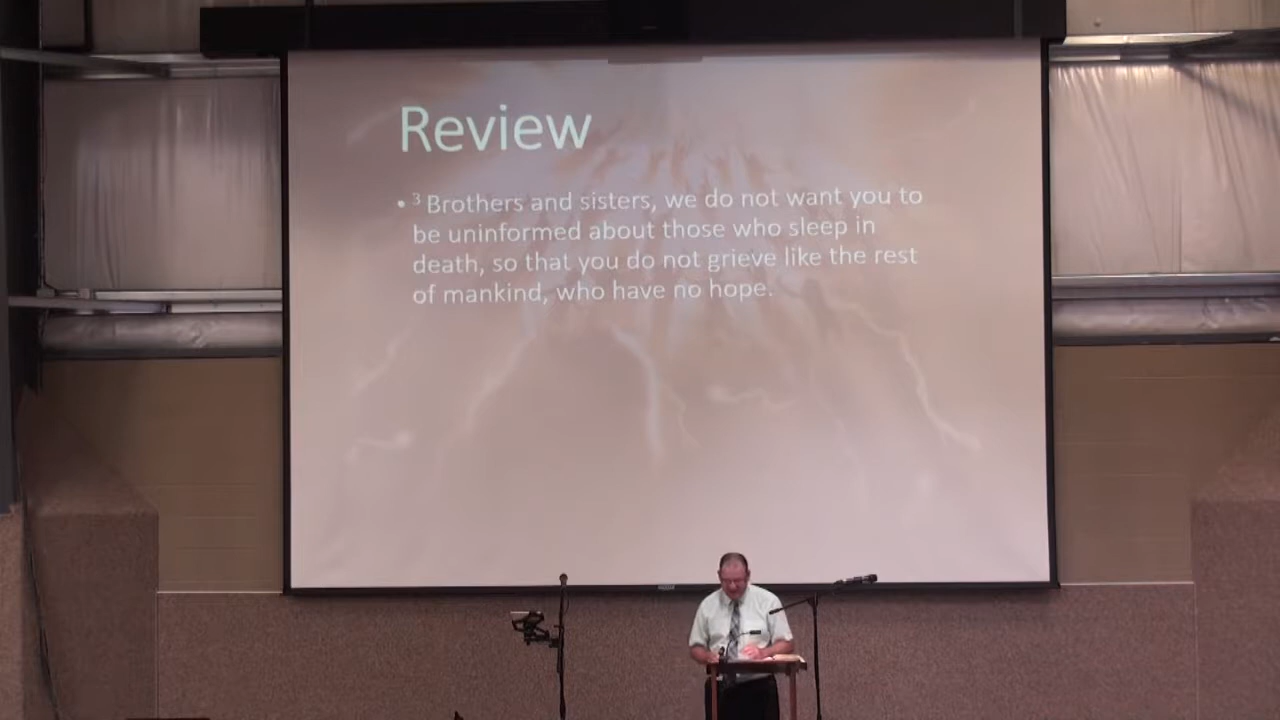 Review
• ³ Brothers and sisters, we do not want you to
be uninformed about those who sleep in
death, so that you do not grieve like the rest
of mankind, who have no hope.